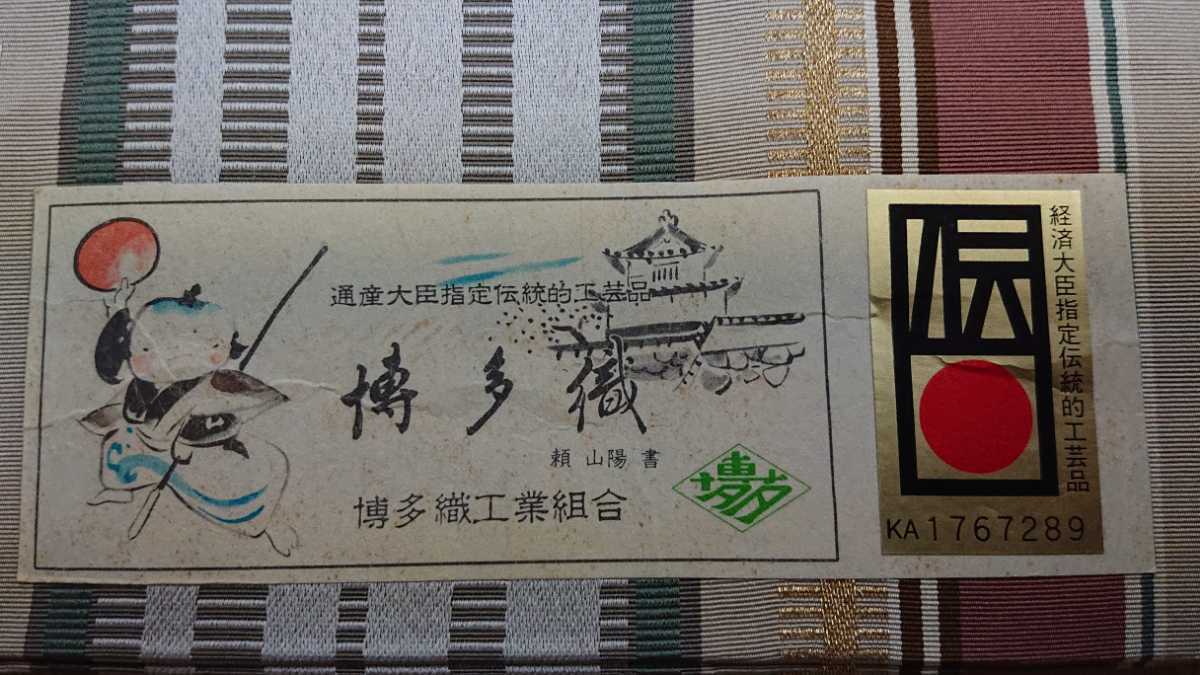 通産大臣指定伝統的工芸品
博多織
頼 山陽 書
博多織工業組合
伝
経済大臣指定伝統的工芸品
KA1767289